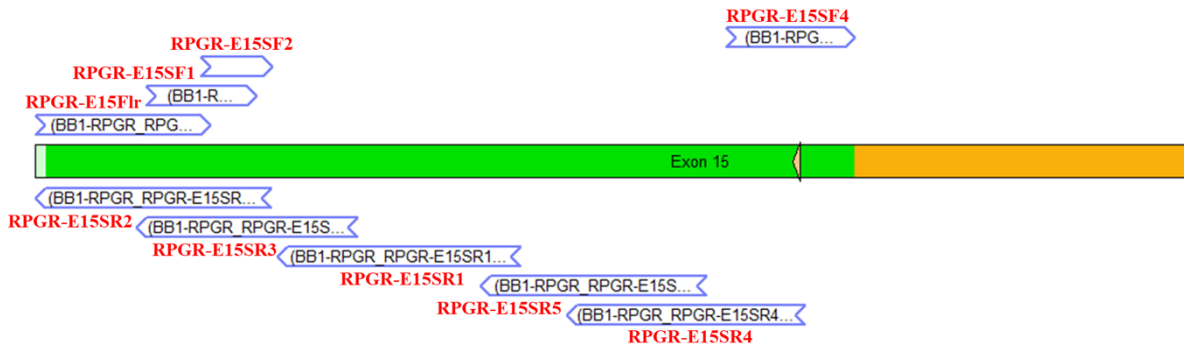 RPGR-E15SF4
(BB1-RPG...
RPGR-E15SF2
RPGR-E15SF1
(BB1-R...
RPGR-E15Flr
(BB1-RPGR_RPG...
Exon 15
(BB1-RPGR_RPGR-E15SR...
RPGR-E15SR2
(BB1-RPGR_RPGR-E15S...
RPGR-E15SR3
(BB1-RPGR_RPGR-E15SR1...
RPGR-E15SR1
(BB1-RPGR_RPGR-E15S...
RPGR-E15SR5
(BB1-RPGR_RPGR-E15SR4...
RPGR-E15SR4